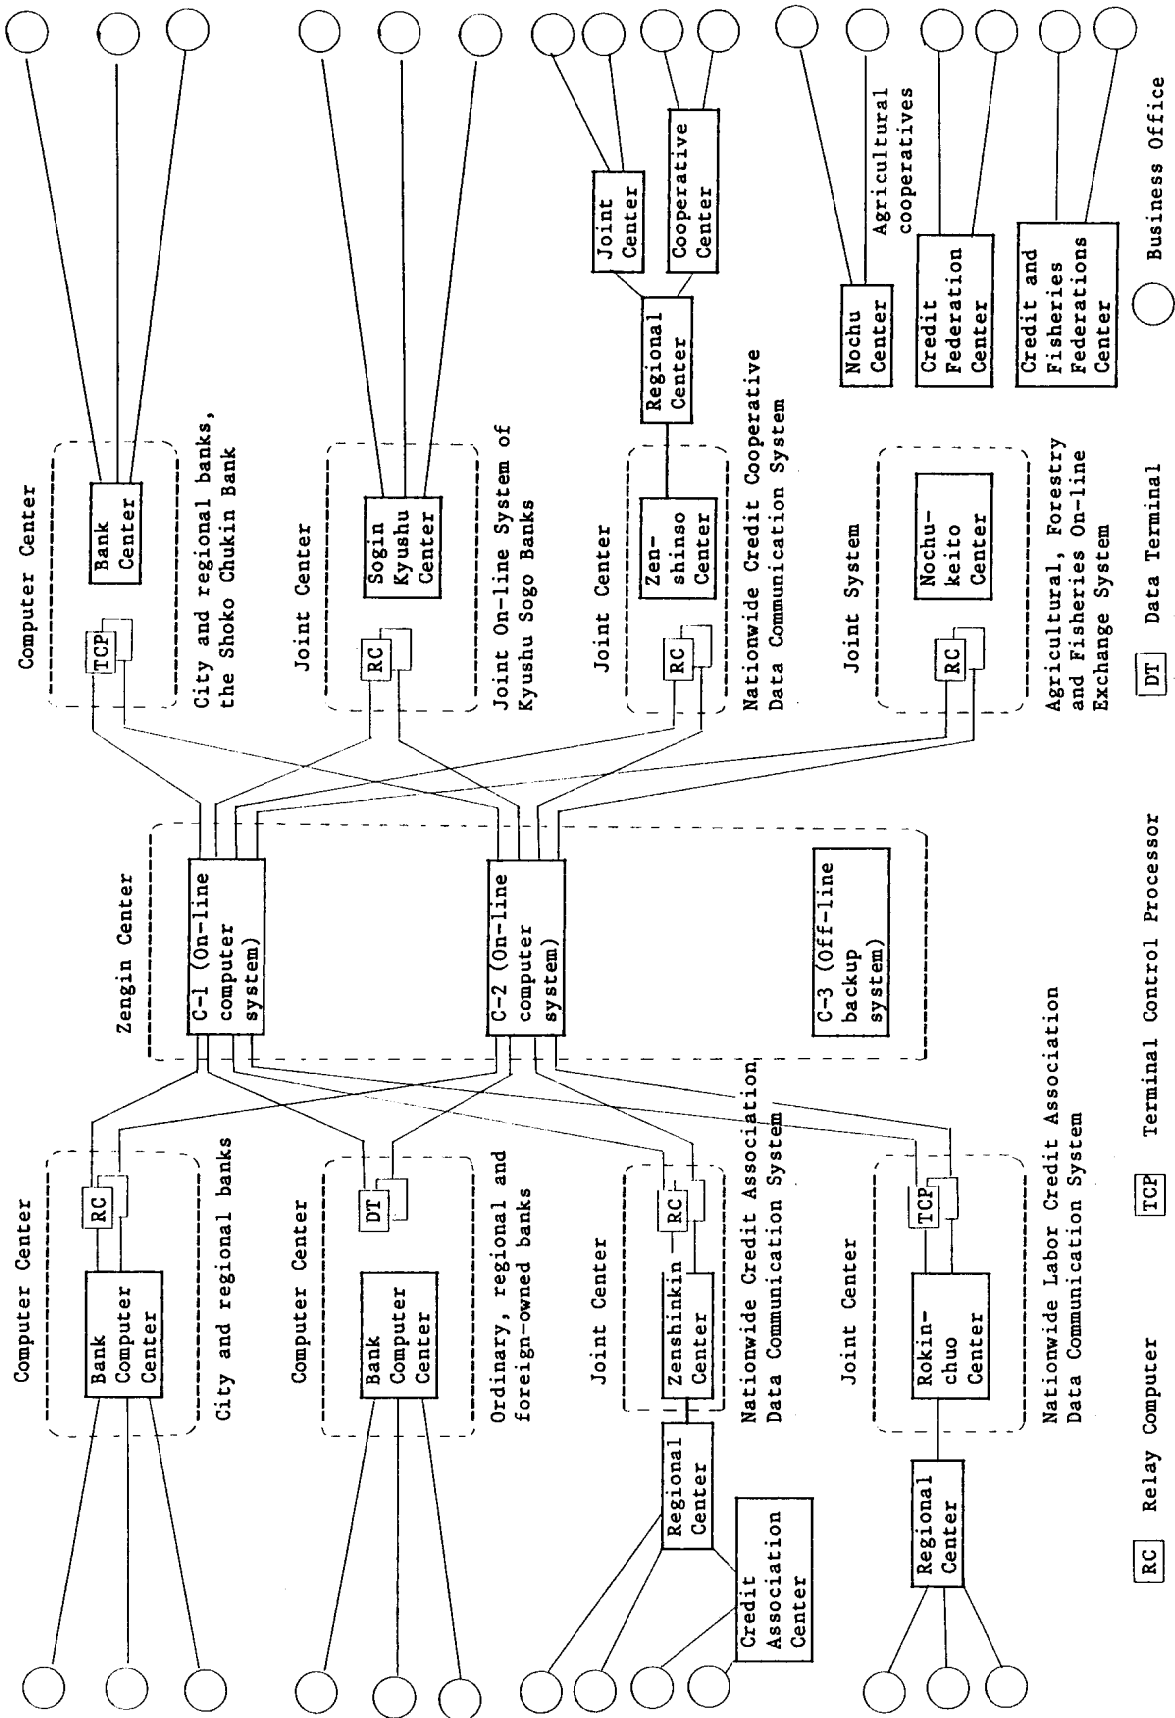 Computer Center
RC
Bank
Computer
Center
City and regional banks
Computer Center
DT
Bank
Computer
Center
Ordinary, regional and
foreign-owned banks
Joint Center
RC
Zenshinkin
Center
Regional
Center
Credit
Association
Center
Nationwide Credit Association
Data Communication System
Joint Center
TCP
Rokin-
chuo
Center
Regional
Center
Nationwide Labor Credit Association
Data Communication System
Zengin Center
C-1 (On-line
computer
system)
C-2 (On-line
computer
system)
C-3 (Off-line
backup
system)
Computer Center
TCP
Bank
Center
City and regional banks,
the Shoko Chukin Bank
Joint Center
RC
Sogin
Kyushu
Center
Joint On-line System of
Kyushu Sogo Banks
Joint Center
RC
Zen-
shinso
Center
Regional
Center
Joint
Center
Cooperative
Center
Nationwide Credit Cooperative
Data Communication System
Joint System
RC
Nochu-
keito
Center
Nochu
Center
Agricultural
cooperatives
Credit
Federation
Center
Credit and
Fisheries
Federations
Center
Agricultural, Forestry
and Fisheries On-line
Exchange System
RC Relay Computer
TCP Terminal Control Processor
DT Data Terminal
Business Office